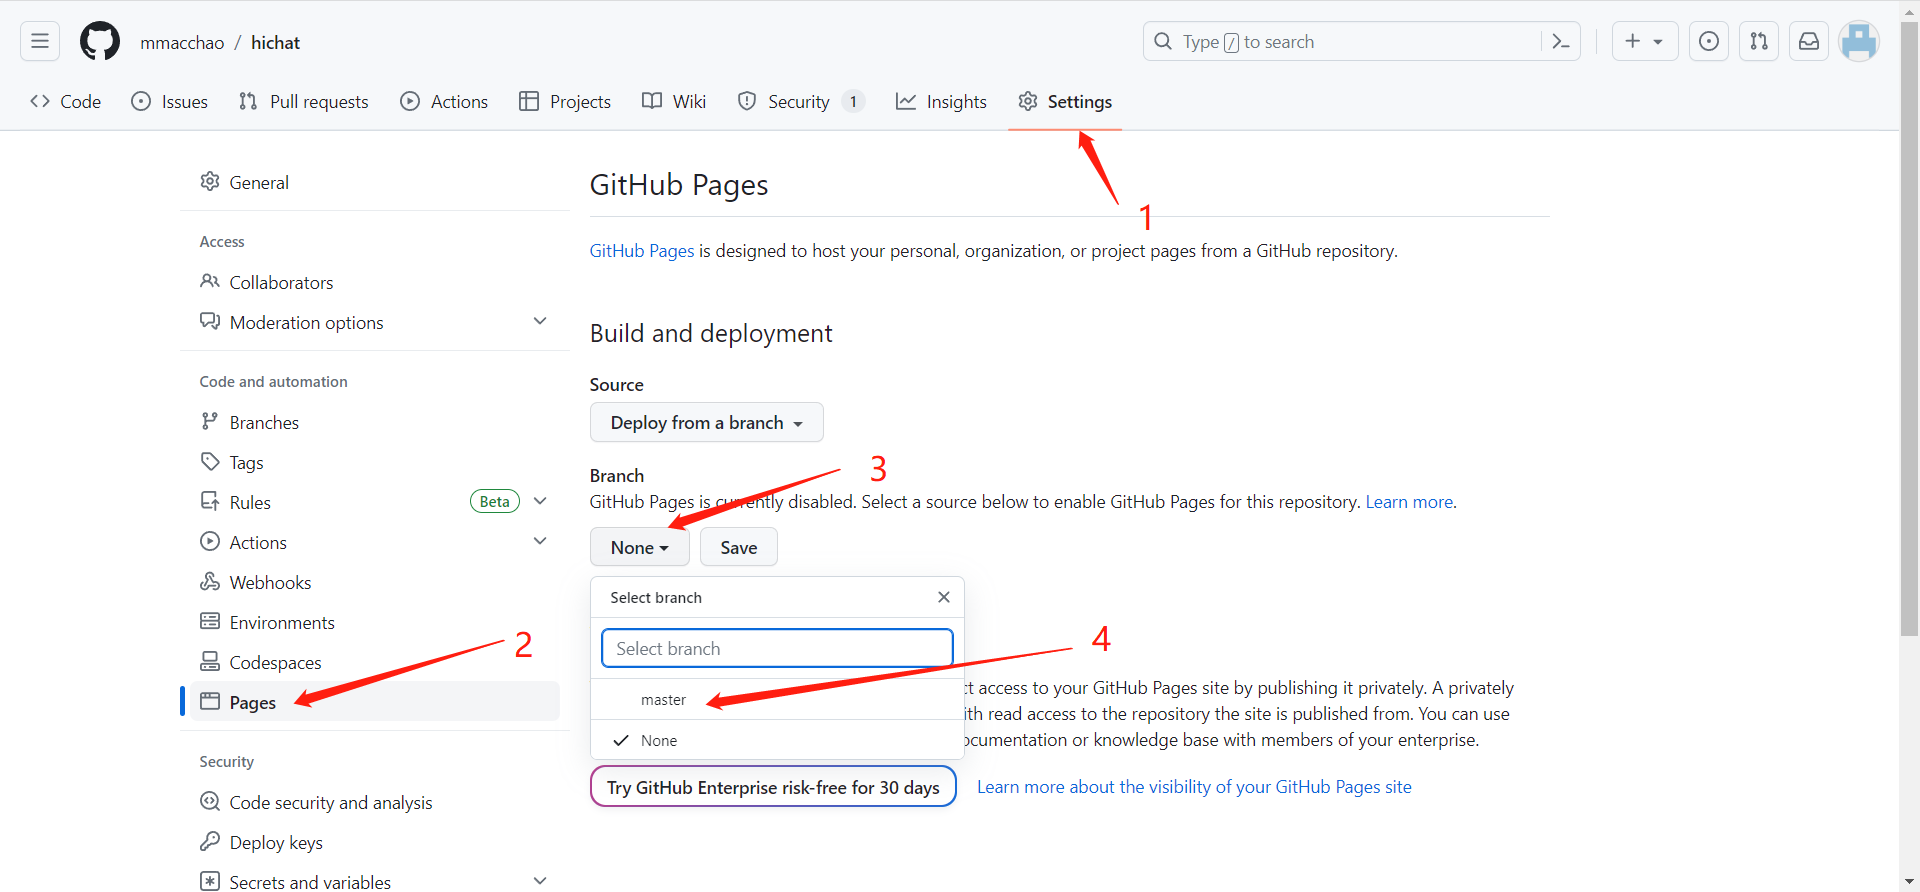 mmacchao / hichat
Type / to search
Code Issues Pull requests Actions Projects Wiki Security 1 Insights Settings
1
General
Access
Collaborators
Moderation options
Code and automation
Branches
Tags
Rules Beta
Actions
Webhooks
Environments
Codespaces
Pages
2
Security
Code security and analysis
Deploy keys
Secrets and variables
GitHub Pages
GitHub Pages is designed to host your personal, organization, or project pages from a GitHub repository.
Build and deployment
Source
Deploy from a branch
Branch
3
GitHub Pages is currently disabled. Select a source below to enable GitHub Pages for this repository. Learn more.
None Save
Select branch
Select branch
4
master
None
access to your GitHub Pages site by publishing it privately. A privately
read access to the repository the site is published from. You can use
or knowledge base with members of your enterprise.
Try GitHub Enterprise risk-free for 30 days Learn more about the visibility of your GitHub Pages site